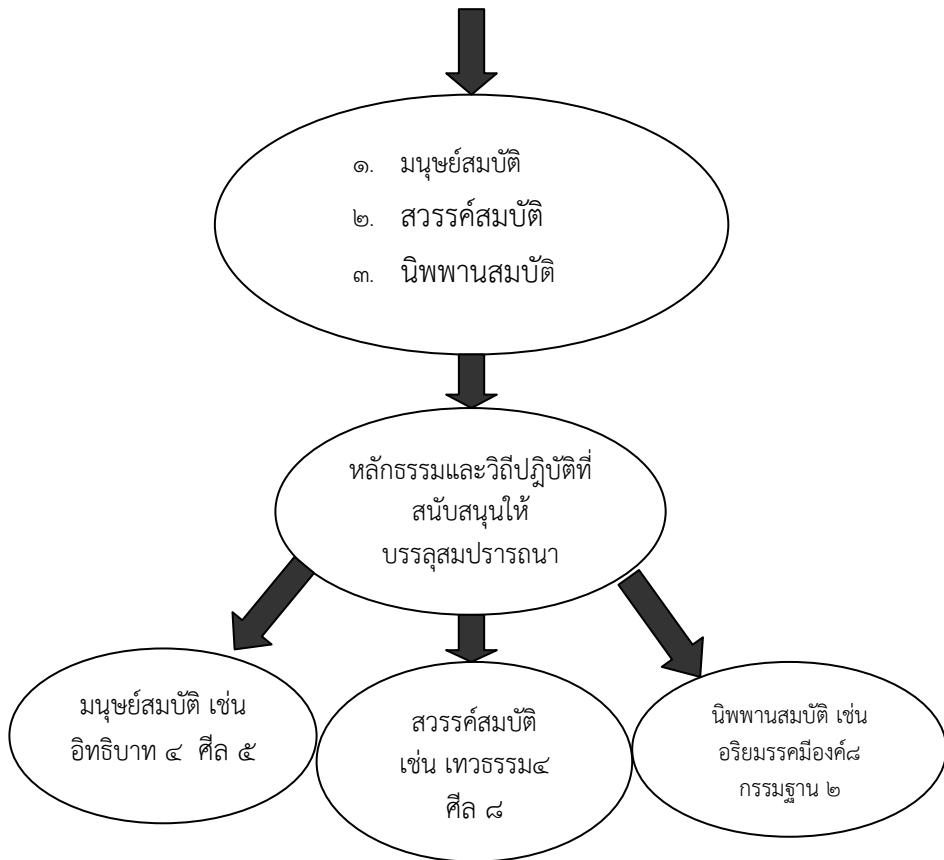 ๑. มนุษย์สมบัติ
๒. สวรรค์สมบัติ
๓. นิพพานสมบัติ
หลักธรรมและวิถีปฎิบัติที่
สนับสนุนให้
บรรลุสมปรารถนา
มนุษย์สมบัติ เช่น
อิทธิบาท ๔ ศีล ๕
สวรรค์สมบัติ
เช่น เทวธรรม๔
ศีล ๘
นิพพานสมบัติ เช่น
อริยมรรคมีองค์๘
กรรมฐาน ๒